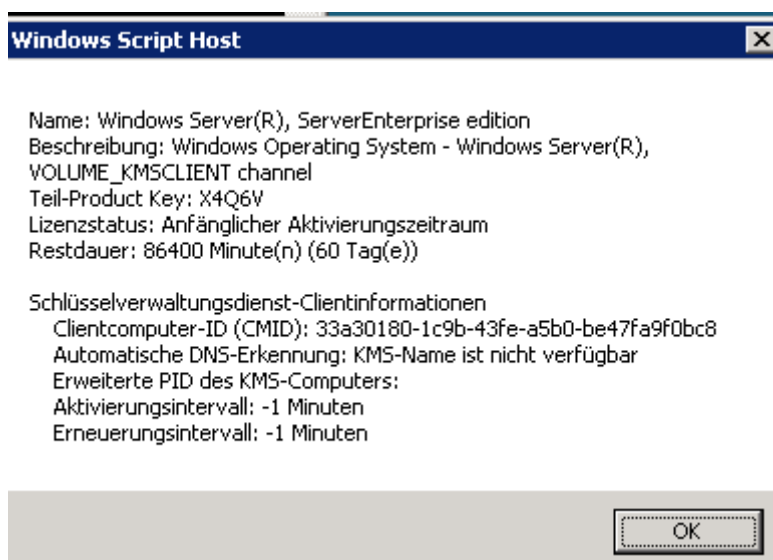 Windows Script Host
Name: Windows Server(R), ServerEnterprise edition
Beschreibung: Windows Operating System - Windows Server(R),
VOLUME_KMSCLIENT channel
Teil-Product Key: X4Q6V
Lizenzstatus: Anfänglicher Aktivierungszeitraum
Restdauer: 86400 Minute(n) (60 Tag(e))
Schlüsselverwaltungsdienst-Clientinformationen
Clientcomputer-ID (CMID): 33a30180-1c9b-43fe-a5b0-be47fa9f0bc8
Automatische DNS-Erkennung: KMS-Name ist nicht verfügbar
Erweiterte PID des KMS-Computers:
Aktivierungsintervall: -1 Minuten
Erneuerungsintervall: -1 Minuten
OK